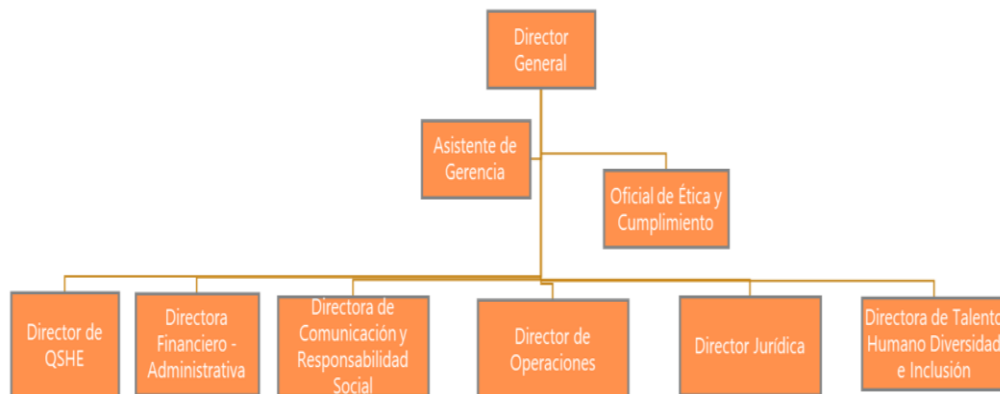 Director
General
Asistente de
Gerencia
Oficial de Ética y
Cumplimiento
Director de
QSHE
Directora
Financiero -
Administrativa
Directora de
Comunicación y
Responsabilidad
Social
Director de
Operaciones
Director Jurídica
Directora de Talento
Humano Diversidad
e Inclusión